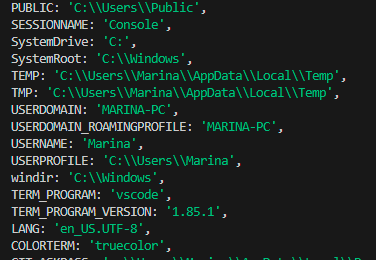 PUBLIC: 'C:\\Users\\Public',
SESSIONNAME: 'Console',
SystemDrive: 'C:',
SystemRoot: 'C:\\Windows',
TEMP: 'C:\\Users\\Marina\\AppData\\Local\\Temp',
TMP: 'C:\\Users\\Marina\\AppData\\Local\\Temp',
USERDOMAIN: 'MARINA-PC',
USERDOMAIN_ROAMINGPROFILE: 'MARINA-PC',
USERNAME: 'Marina',
USERPROFILE: 'C:\\Users\\Marina',
windir: 'C:\\Windows',
TERM_PROGRAM: 'vscode',
TERM_PROGRAM_VERSION: '1.85.1',
LANG: 'en_US.UTF-8',
COLORTERM: 'truecolor',